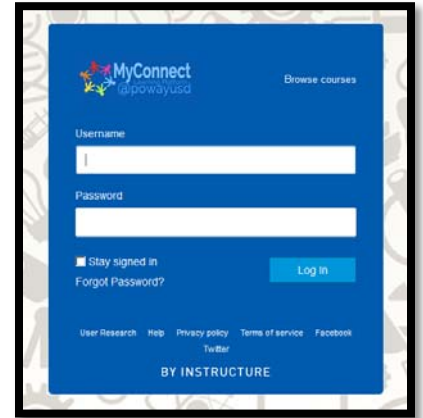 MyConnect
@powayusd
Browse courses
Username
Password
Stay signed in
Log In
Forgot Password?
User Research Help Privacy policy Terms of service Facebook
Twitter
BY INSTRUCTURE